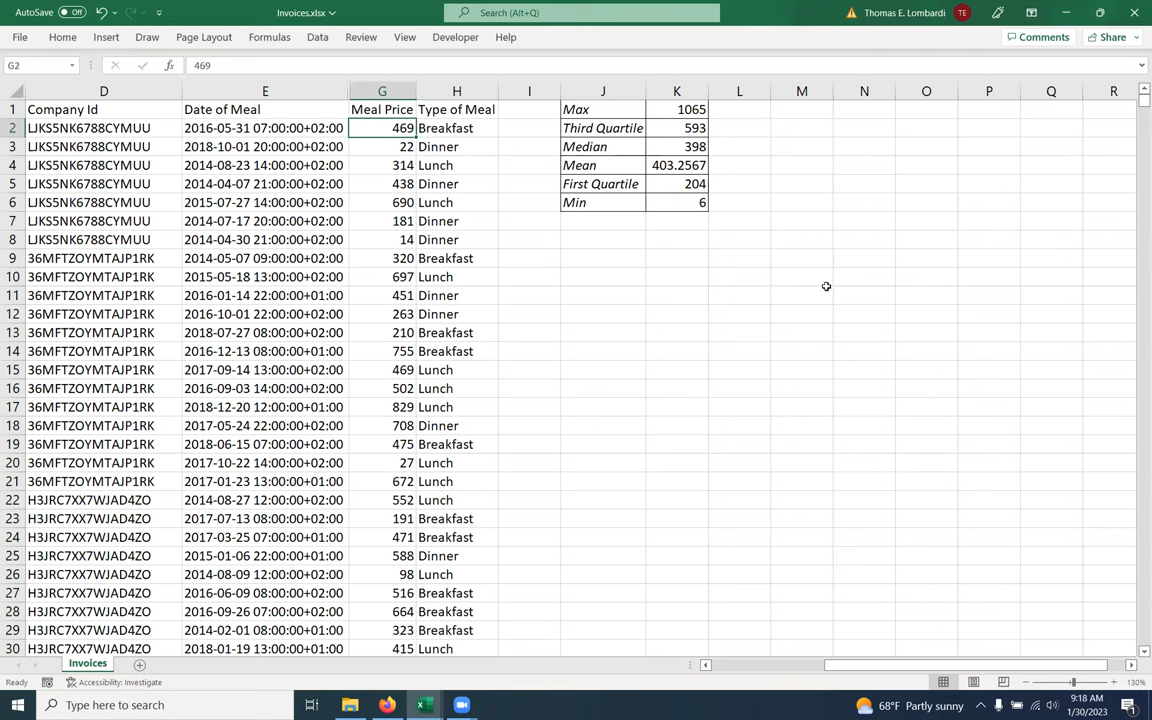 AutoSave Off Invoices.xlsx Search (Alt+Q) Thomas E. Lombardi TE
File Home Insert Draw Page Layout Formulas Data Review View Developer Help Comments Share
G2 fx 469
D E G H I J K L M N O P Q R
1 Company Id Date of Meal Meal Price Type of Meal Max 1065
2 LJKS5NK6788CYMUU 2016-05-31 07:00:00+02:00 469 Breakfast Third Quartile 593
3 LJKS5NK6788CYMUU 2018-10-01 20:00:00+02:00 22 Dinner Median 398
4 LJKS5NK6788CYMUU 2014-08-23 14:00:00+02:00 314 Lunch Mean 403.2567
5 LJKS5NK6788CYMUU 2014-04-07 21:00:00+02:00 438 Dinner First Quartile 204
6 LJKS5NK6788CYMUU 2015-07-27 14:00:00+02:00 690 Lunch Min 6
7 LJKS5NK6788CYMUU 2014-07-17 20:00:00+02:00 181 Dinner
8 LJKS5NK6788CYMUU 2014-04-30 21:00:00+02:00 14 Dinner
9 36MFTZOYMTAJP1RK 2014-05-07 09:00:00+02:00 320 Breakfast
10 36MFTZOYMTAJP1RK 2015-05-18 13:00:00+02:00 697 Lunch
11 36MFTZOYMTAJP1RK 2016-01-14 22:00:00+01:00 451 Dinner
12 36MFTZOYMTAJP1RK 2016-10-01 22:00:00+02:00 263 Dinner
13 36MFTZOYMTAJP1RK 2018-07-27 08:00:00+02:00 210 Breakfast
14 36MFTZOYMTAJP1RK 2016-12-13 08:00:00+01:00 755 Breakfast
15 36MFTZOYMTAJP1RK 2017-09-14 13:00:00+02:00 469 Lunch
16 36MFTZOYMTAJP1RK 2016-09-03 14:00:00+02:00 502 Lunch
17 36MFTZOYMTAJP1RK 2018-12-20 12:00:00+01:00 829 Lunch
18 36MFTZOYMTAJP1RK 2017-05-24 22:00:00+02:00 708 Dinner
19 36MFTZOYMTAJP1RK 2018-06-15 07:00:00+02:00 475 Breakfast
20 36MFTZOYMTAJP1RK 2017-10-22 14:00:00+02:00 27 Lunch
21 36MFTZOYMTAJP1RK 2017-01-23 13:00:00+01:00 672 Lunch
22 H3JRC7XX7WJAD4ZO 2014-08-27 12:00:00+02:00 552 Lunch
23 H3JRC7XX7WJAD4ZO 2017-07-13 08:00:00+02:00 191 Breakfast
24 H3JRC7XX7WJAD4ZO 2017-03-25 07:00:00+01:00 471 Breakfast
25 H3JRC7XX7WJAD4ZO 2015-01-06 22:00:00+01:00 588 Dinner
26 H3JRC7XX7WJAD4ZO 2014-08-09 12:00:00+02:00 98 Lunch
27 H3JRC7XX7WJAD4ZO 2016-06-09 08:00:00+02:00 516 Breakfast
28 H3JRC7XX7WJAD4ZO 2016-09-26 07:00:00+02:00 664 Breakfast
29 H3JRC7XX7WJAD4ZO 2014-02-01 08:00:00+01:00 323 Breakfast
30 H3JRC7XX7WJAD4ZO 2018-01-19 13:00:00+01:00 415 Lunch
Invoices
Ready Accessibility: Investigate 130%
Type here to search 68°F Partly sunny 9:18 AM
1/30/2023 1